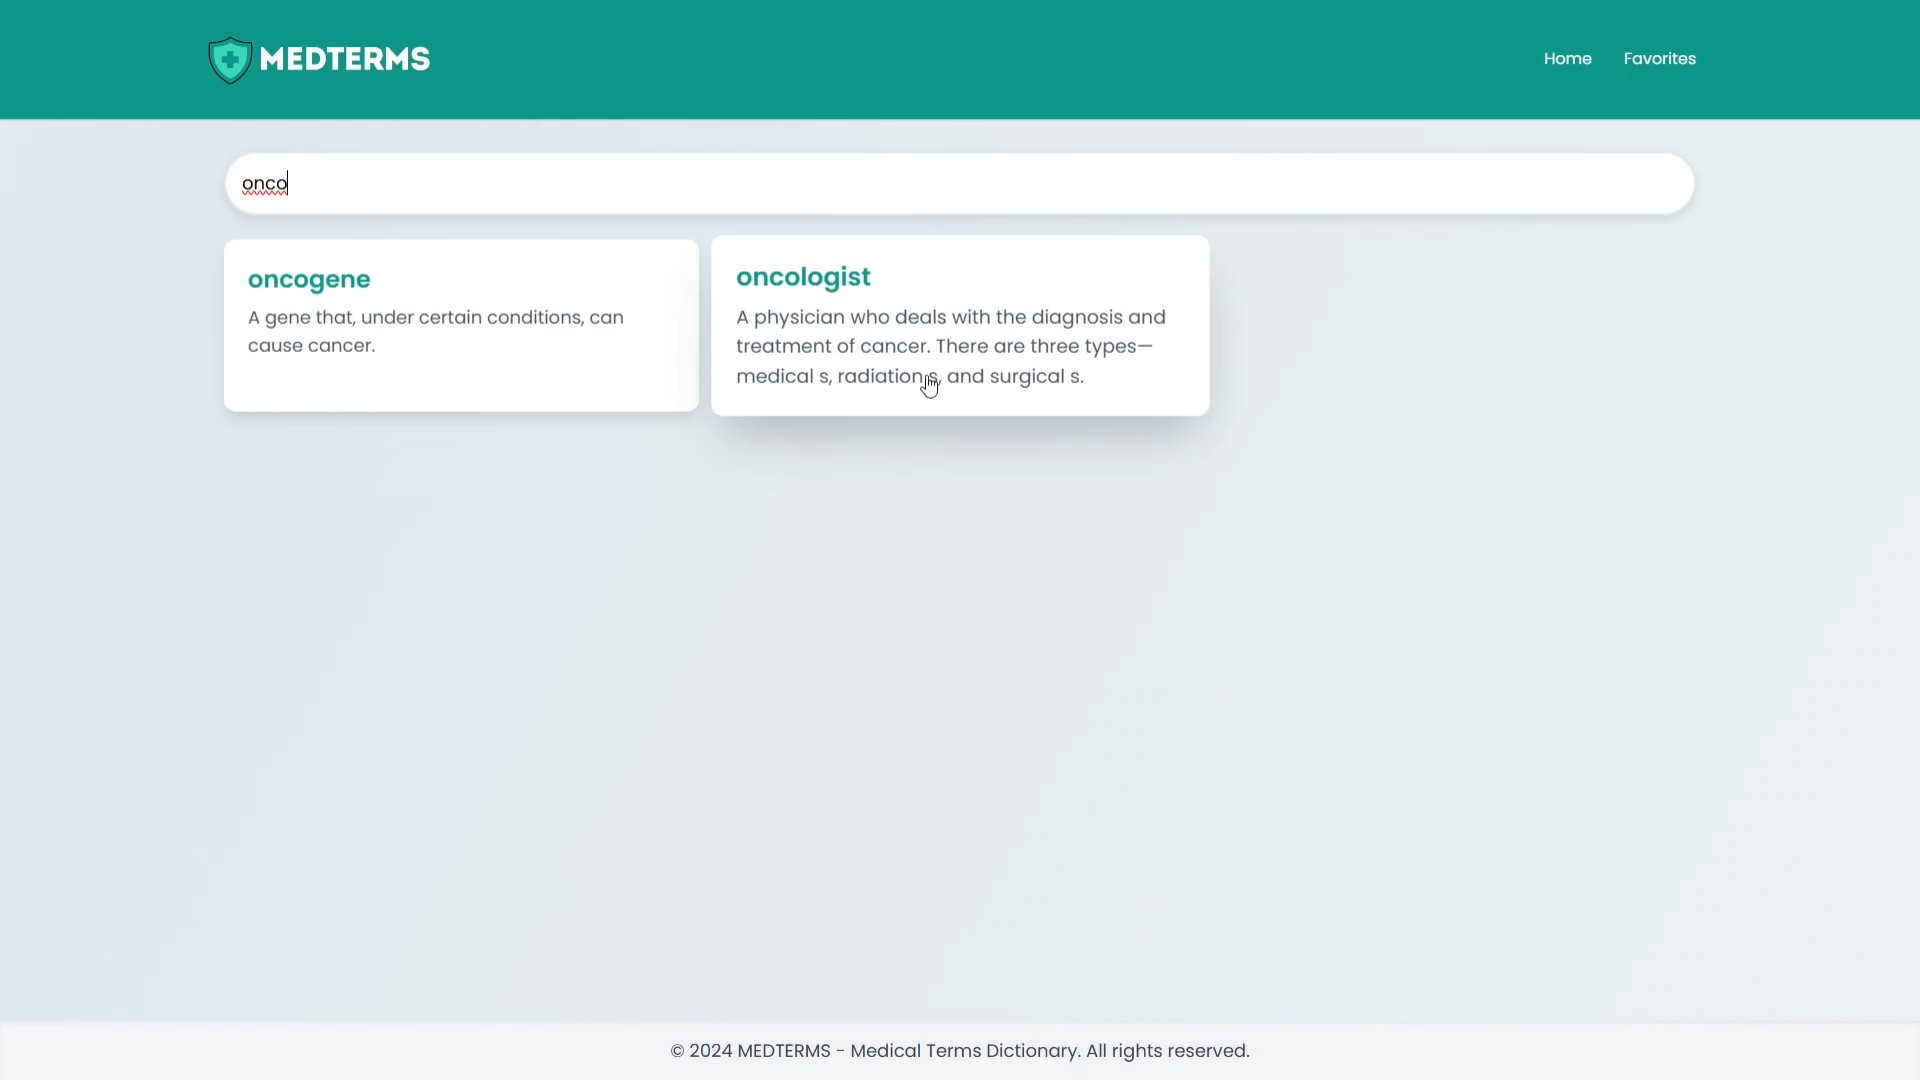 MEDTERMS
Home
Favorites
onco
oncogene
A gene that, under certain conditions, can
cause cancer.
oncologist
A physician who deals with the diagnosis and
treatment of cancer. There are three types—
medical s, radiation s, and surgical s.
© 2024 MEDTERMS - Medical Terms Dictionary. All rights reserved.